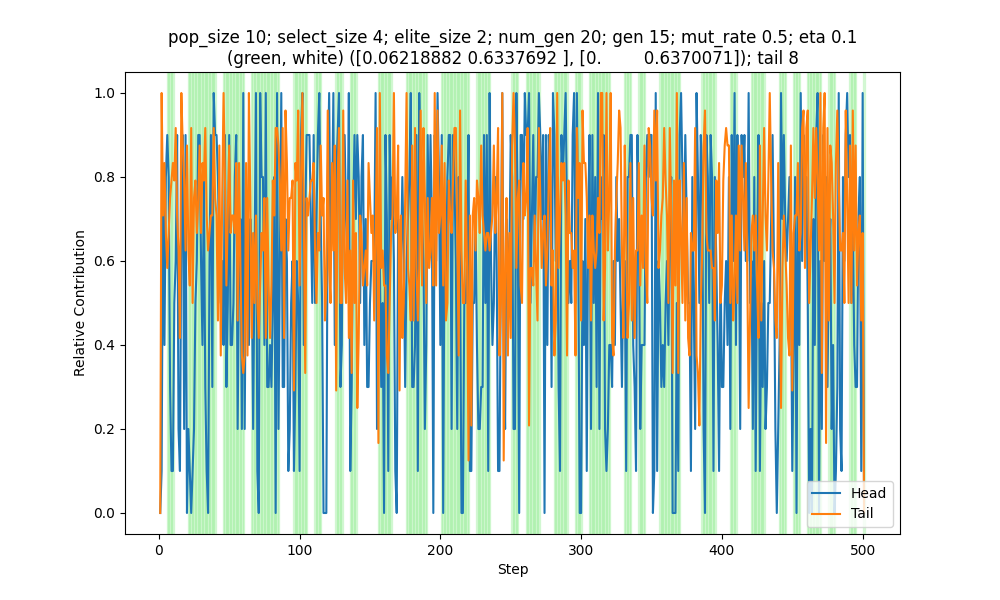 pop_size 10; select_size 4; elite_size 2; num_gen 20; gen 15; mut_rate 0.5; eta 0.1
(green, white) ([0.06218882 0.6337692 ], [0.         0.6370071]); tail 8
1.0
0.8
0.6
0.4
0.2
0.0
Relative Contribution
Head
Tail
0
100
200
300
400
500
Step